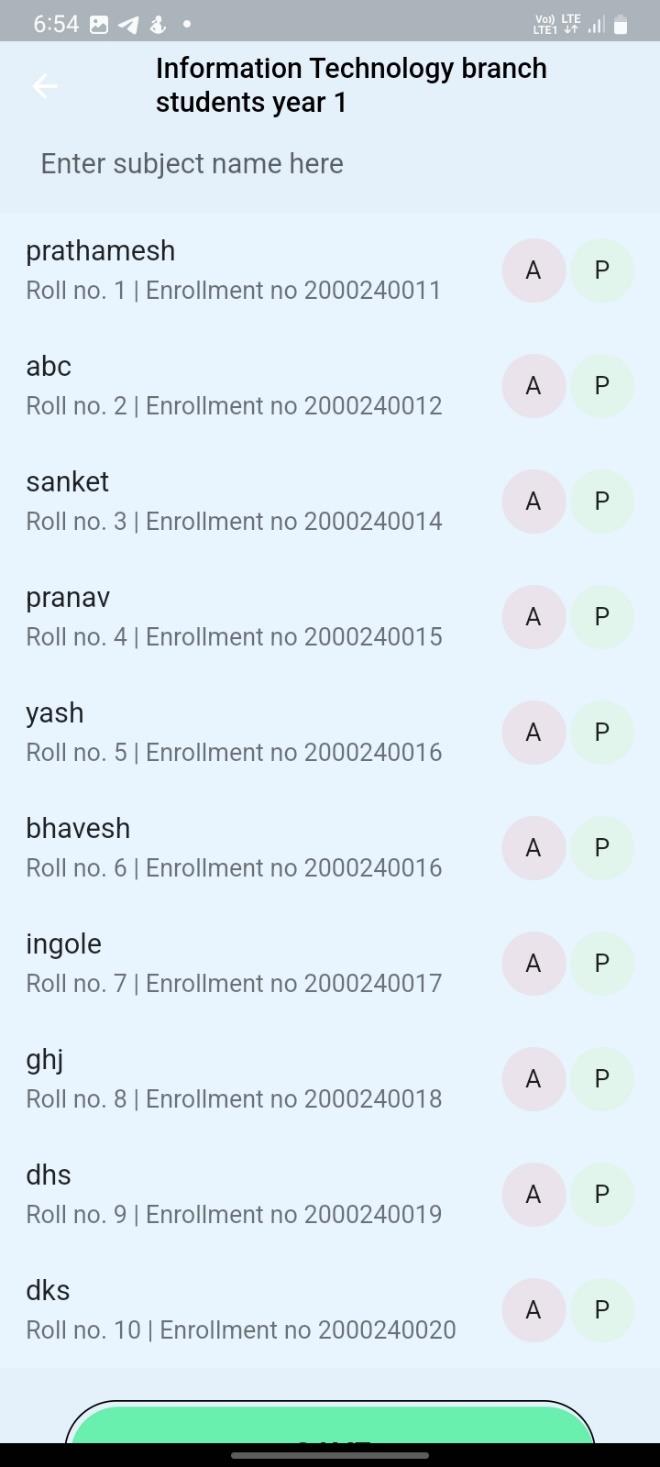 6:54
Vo)) LTE
LTE1
Information Technology branch
students year 1
Enter subject name here
prathamesh
Roll no. 1 | Enrollment no 2000240011
A P
abc
Roll no. 2 | Enrollment no 2000240012
A P
sanket
Roll no. 3 | Enrollment no 2000240014
A P
pranav
Roll no. 4 | Enrollment no 2000240015
A P
yash
Roll no. 5 | Enrollment no 2000240016
A P
bhavesh
Roll no. 6 | Enrollment no 2000240016
A P
ingole
Roll no. 7 | Enrollment no 2000240017
A P
ghj
Roll no. 8 | Enrollment no 2000240018
A P
dhs
Roll no. 9 | Enrollment no 2000240019
A P
dks
Roll no. 10 | Enrollment no 2000240020
A P